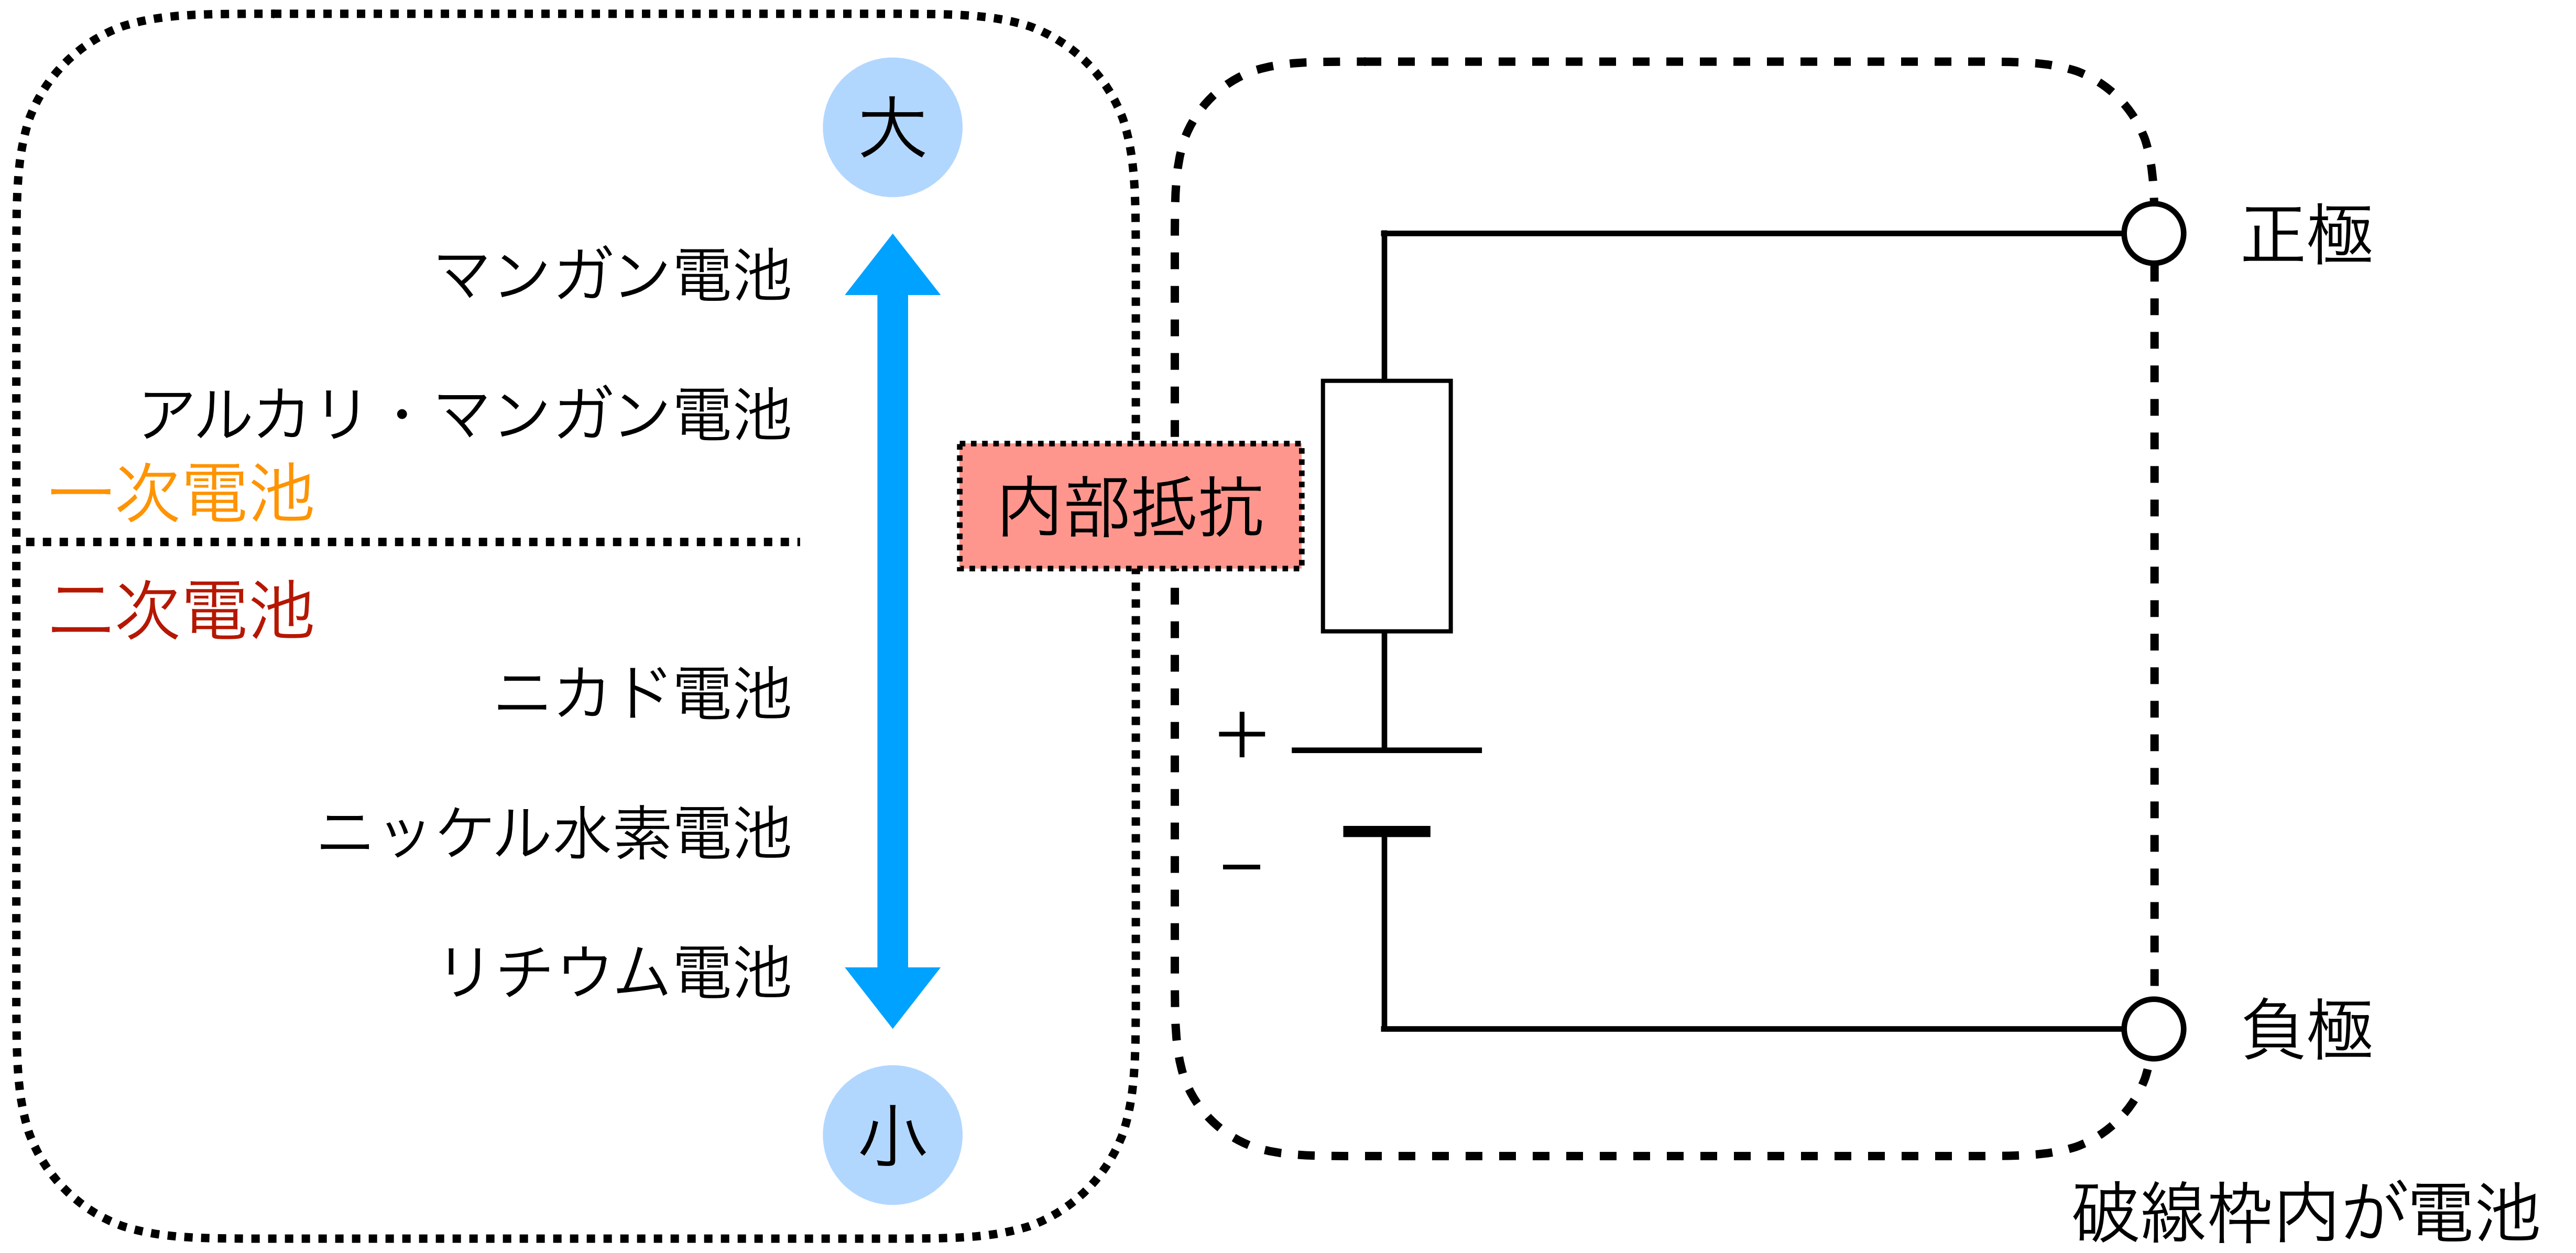 大
マンガン電池
アルカリ・マンガン電池
一次電池
二次電池
ニカド電池
ニッケル水素電池
リチウム電池
小
内部抵抗
+
−
正極
負極
破線枠内が電池